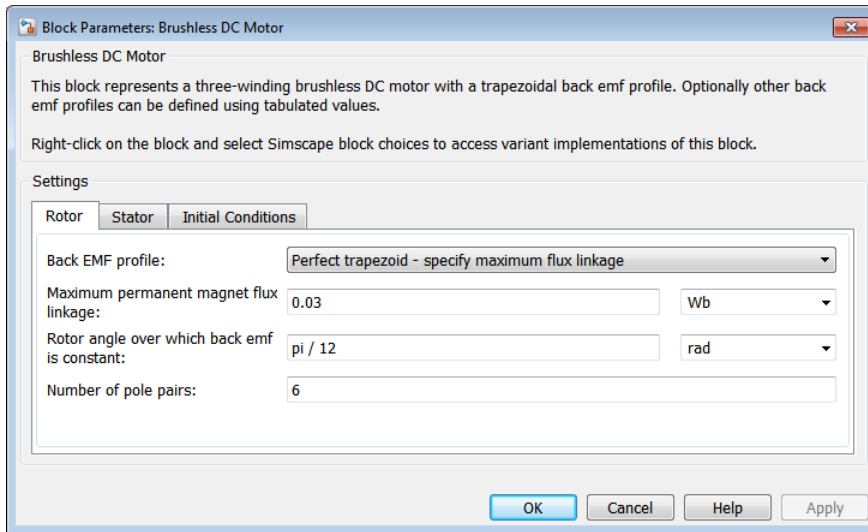 Block Parameters: Brushless DC Motor
Brushless DC Motor
This block represents a three-winding brushless DC motor with a trapezoidal back emf profile. Optionally other back
emf profiles can be defined using tabulated values.
Right-click on the block and select Simscape block choices to access variant implementations of this block.
Settings
Rotor Stator Initial Conditions
Back EMF profile: Perfect trapezoid - specify maximum flux linkage
Maximum permanent magnet flux
linkage: 0.03 Wb
Rotor angle over which back emf
is constant: pi / 12 rad
Number of pole pairs: 6
OK Cancel Help Apply